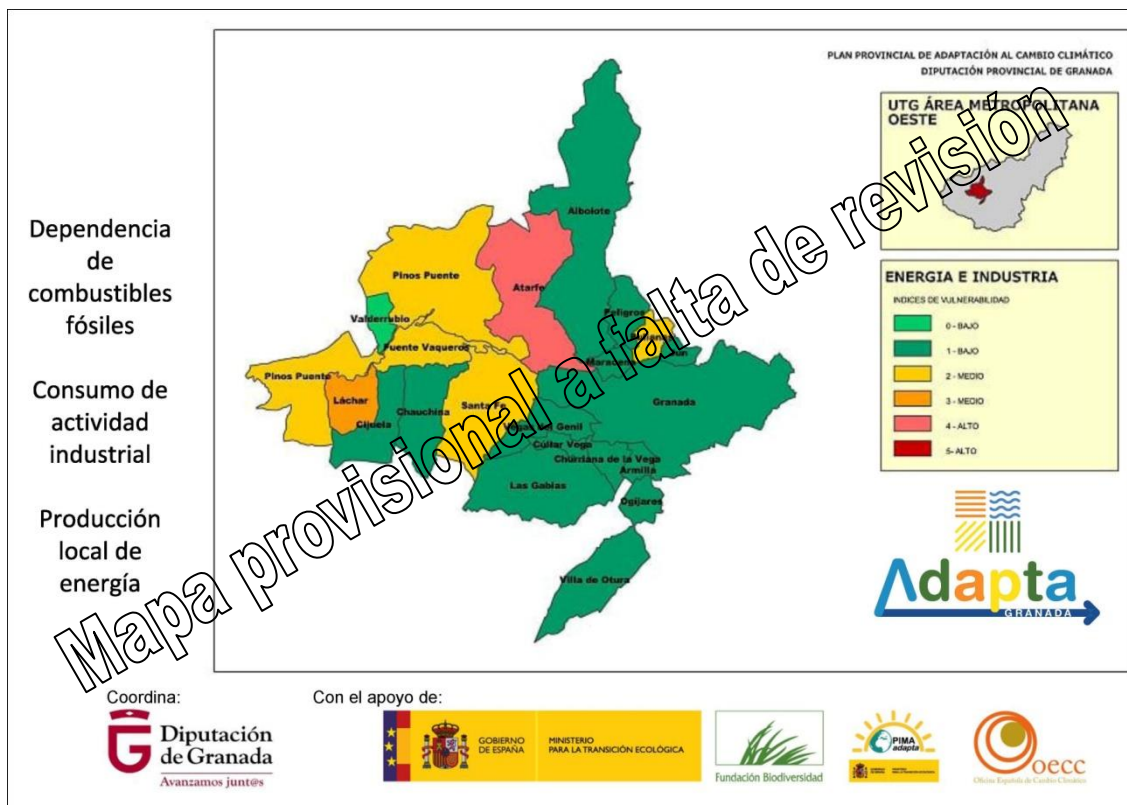 PLAN PROVINCIAL DE ADAPTACIÓN AL CAMBIO CLIMÁTICO
DIPUTACIÓN PROVINCIAL DE GRANADA
UTG ÁREA METROPOLITANA
OESTE
Dependencia
de
combustibles
fósiles
Consumo de
actividad
industrial
Producción
local de
energía
Albolote
Pinos Puente
Atarfe
Valderrubio
Peligros
Fuente Vaqueros
Maracena
Pinos Puente
Láchar
Chauchina
Santa Fe
Granada
Cijuela
Vegas del Genil
Cúllar Vega
Churriana de la Vega
Armilla
Las Gabias
Ogíjares
Villa de Otura
ENERGIA E INDUSTRIA
INDICES DE VULNERABILIDAD
0 - BAJO
1 - BAJO
2 - MEDIO
3 - MEDIO
4 - ALTO
5- ALTO
Mapa provisional a falta de revisión
Adapta
GRANADA
Coordina:
Con el apoyo de:
Diputación
de Granada
Avanzamos junt@s
GOBIERNO
DE ESPAÑA
MINISTERIO
PARA LA TRANSICIÓN ECOLÓGICA
Fundación Biodiversidad
PIMA
adapta
oecc
Oficina Española de Cambio Climático